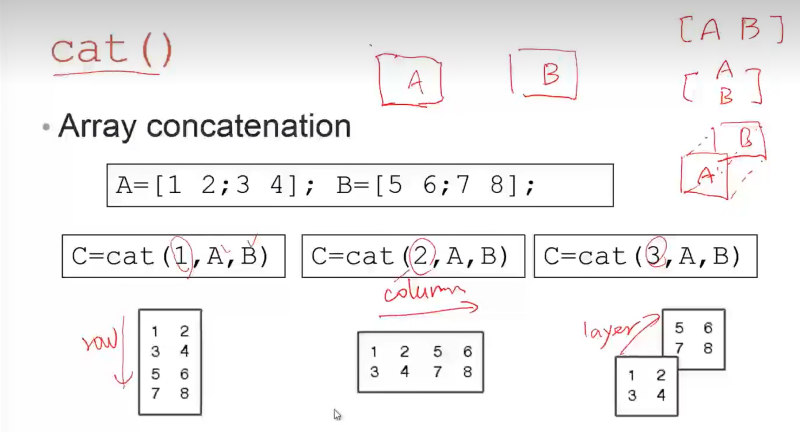 cat()
A
B
[A B]
[A
B]
B
A
• Array concatenation
A=[1 2;3 4]; B=[5 6;7 8];
C=cat(1,A,B)
C=cat(2,A,B)
C=cat(3,A,B)
row
1 2
3 4
5 6
7 8
column
1 2 5 6
3 4 7 8
layer
5 6
7 8
1 2
3 4